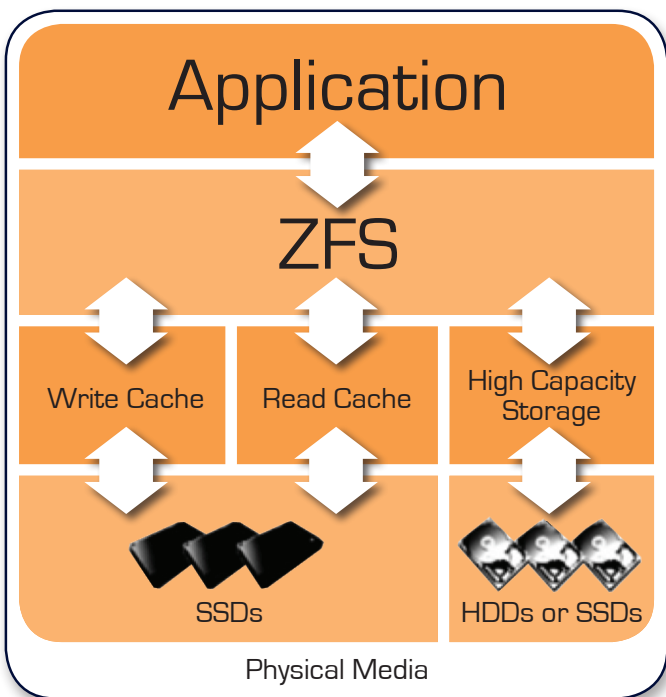 Application
ZFS
Write Cache
Read Cache
High Capacity
Storage
SSDs
HDDs or SSDs
Physical Media